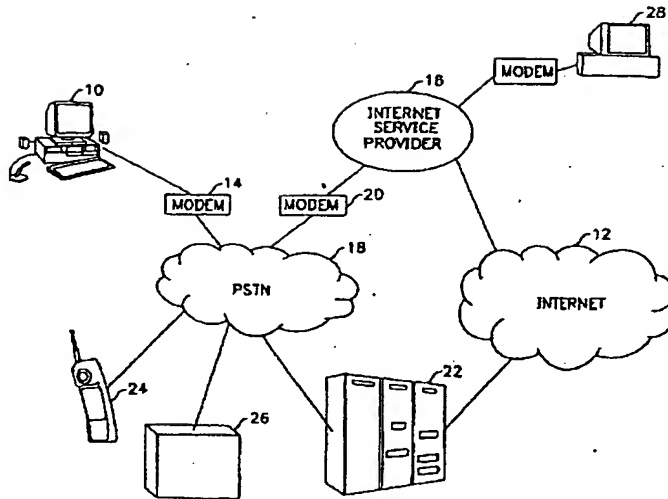 28
MODEM
16
INTERNET
SERVICE
PROVIDER
10
14
MODEM
MODEM
20
18
PSTN
12
INTERNET
24
26
22